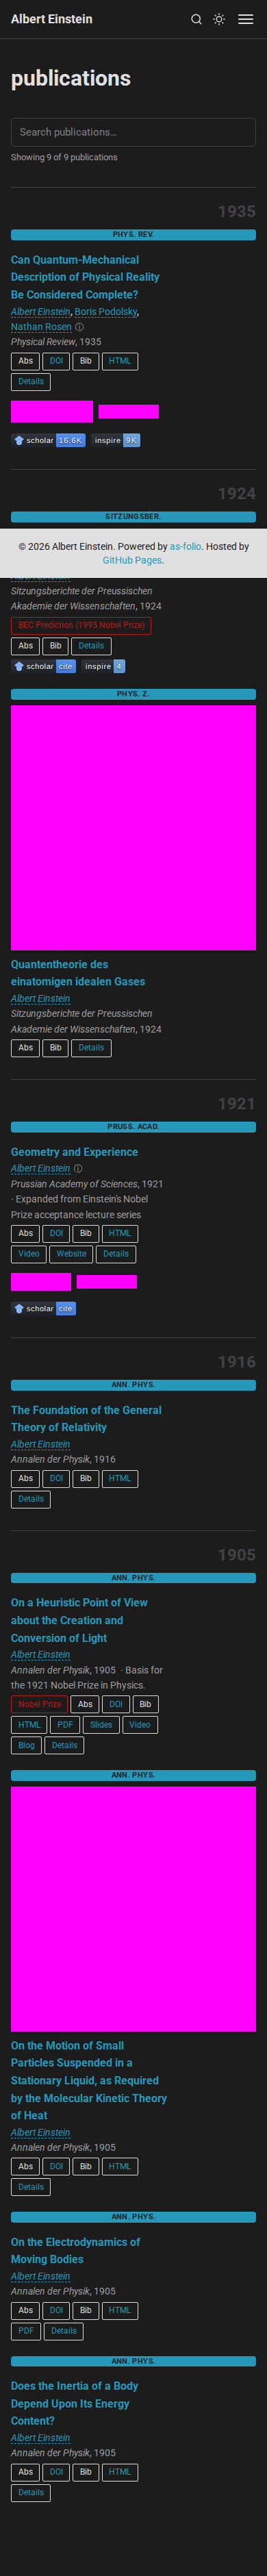 Albert Einstein
publications
Search publications...
Showing 9 of 9 publications
1935
PHYS. REV.
Can Quantum-Mechanical
Description of Physical Reality
Be Considered Complete?
Albert Einstein, Boris Podolsky,
Nathan Rosen
Physical Review, 1935
Abs DOI Bib HTML
Details
scholar 16.6K inspire 9K
1924
SITZUNGSBER.
© 2026 Albert Einstein. Powered by as-folio. Hosted by
GitHub Pages.
Sitzungsberichte der Preussischen
Akademie der Wissenschaften, 1924
BEC Prediction (1995 Nobel Prize)
Abs Bib Details
scholar cite inspire 4
PHYS. Z.
Quantentheorie des
einatomigen idealen Gases
Albert Einstein
Sitzungsberichte der Preussischen
Akademie der Wissenschaften, 1924
Abs Bib Details
1921
PRUSS. ACAD.
Geometry and Experience
Albert Einstein
Prussian Academy of Sciences, 1921
· Expanded from Einstein's Nobel
Prize acceptance lecture series
Abs DOI Bib HTML
Video Website Details
scholar cite
1916
ANN. PHYS.
The Foundation of the General
Theory of Relativity
Albert Einstein
Annalen der Physik, 1916
Abs DOI Bib HTML
Details
1905
ANN. PHYS.
On a Heuristic Point of View
about the Creation and
Conversion of Light
Albert Einstein
Annalen der Physik, 1905 · Basis for
the 1921 Nobel Prize in Physics.
Nobel Prize Abs DOI Bib
HTML PDF Slides Video
Blog Details
ANN. PHYS.
On the Motion of Small
Particles Suspended in a
Stationary Liquid, as Required
by the Molecular Kinetic Theory
of Heat
Albert Einstein
Annalen der Physik, 1905
Abs DOI Bib HTML
Details
ANN. PHYS.
On the Electrodynamics of
Moving Bodies
Albert Einstein
Annalen der Physik, 1905
Abs DOI Bib HTML
PDF Details
ANN. PHYS.
Does the Inertia of a Body
Depend Upon Its Energy
Content?
Albert Einstein
Annalen der Physik, 1905
Abs DOI Bib HTML
Details